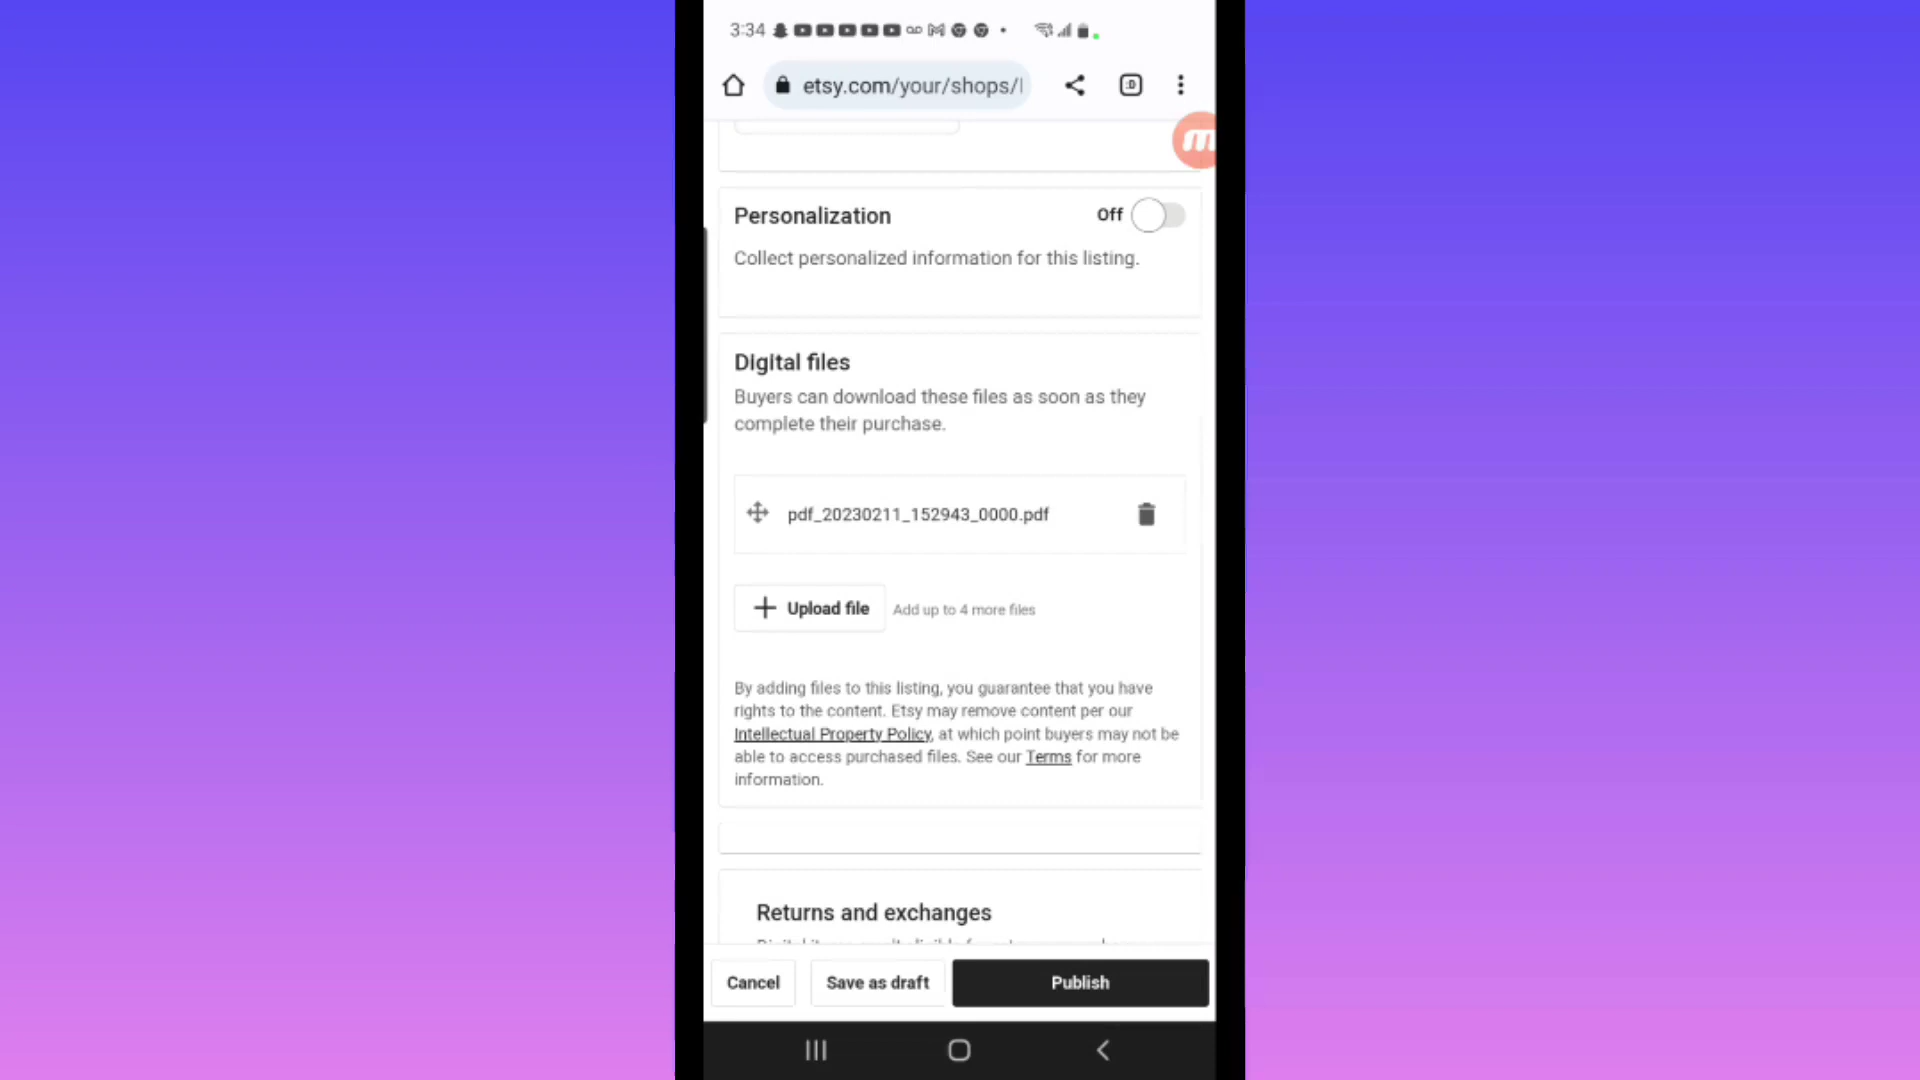 3:34
etsy.com/your/shops/
Personalization
Off
Collect personalized information for this listing.
Digital files
Buyers can download these files as soon as they
complete their purchase.
pdf_20230211_152943_0000.pdf
Upload file
Add up to 4 more files
By adding files to this listing, you guarantee that you have
rights to the content. Etsy may remove content per our
Intellectual Property Policy, at which point buyers may not be
able to access purchased files. See our Terms for more
information.
Returns and exchanges
Cancel
Save as draft
Publish